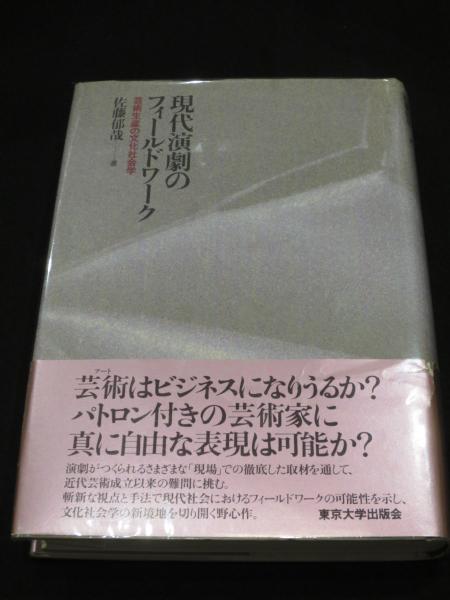 現代演劇の
フィールドワーク
芸術生産の文化社会学
佐藤郁哉
著
アート
芸術はビジネスになりうるか?
パトロン付きの芸術家に
真に自由な表現は可能か?
演劇がつくられるさまざまな「現場」での徹底した取材を通して、
近代芸術成立以来の難問に挑む。
斬新な視点と手法で現代社会におけるフィールドワークの可能性を示し、
文化社会学の新境地を切り開く野心作。
東京大学出版会